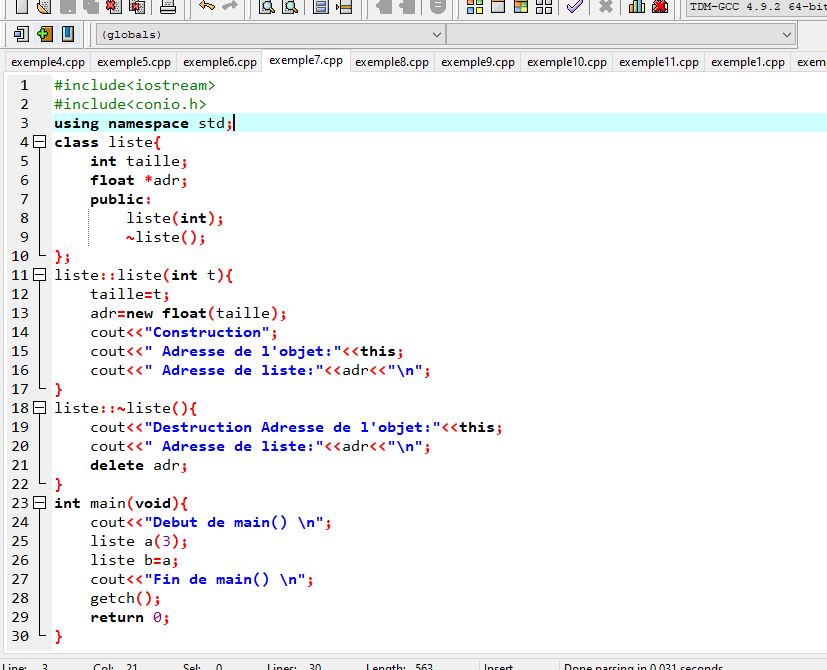 TDM-GCC 4.9.2 64-bit
(globals)
exemple4.cpp exemple5.cpp exemple6.cpp exemple7.cpp exemple8.cpp exemple9.cpp exemple10.cpp exemple11.cpp exemple1.cpp exem
1 #include<iostream>
2 #include<conio.h>
3 using namespace std;
4 class liste{
5 int taille;
6 float *adr;
7 public:
8 liste(int);
9 ~liste();
10 };
11 liste::liste(int t){
12 taille=t;
13 adr=new float(taille);
14 cout<<"Construction";
15 cout<<" Adresse de l'objet:"<<this;
16 cout<<" Adresse de liste:"<<adr<<"\n";
17 }
18 liste::~liste(){
19 cout<<"Destruction Adresse de l'objet:"<<this;
20 cout<<" Adresse de liste:"<<adr<<"\n";
21 delete adr;
22 }
23 int main(void){
24 cout<<"Debut de main() \n";
25 liste a(3);
26 liste b=a;
27 cout<<"Fin de main() \n";
28 getch();
29 return 0;
30 }
Line: 3 Col: 21 Sel: 0 Lines: 30 Length: 563 Insert Done parsing in 0.031 seconds